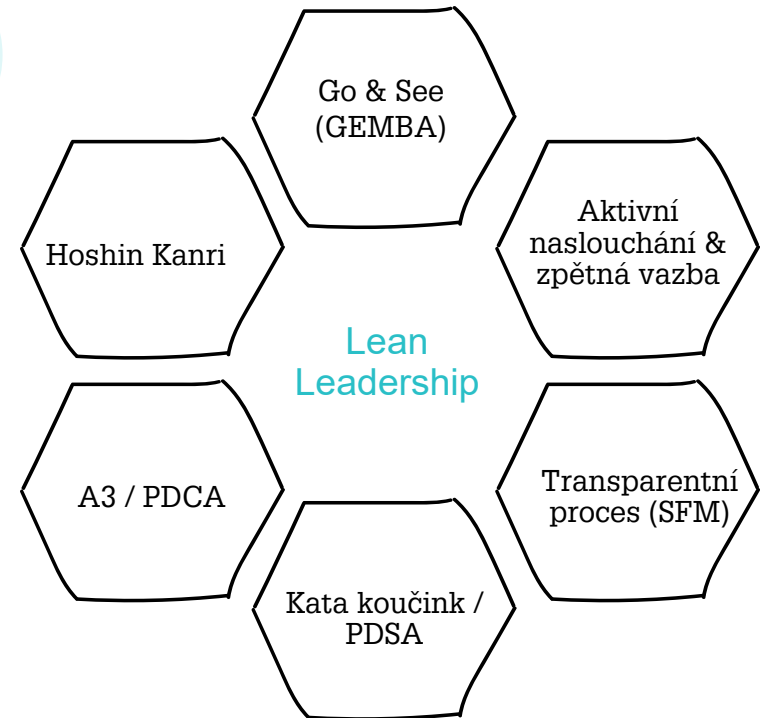 Go & See
(GEMBA)
Aktivní
naslouchání &
zpětná vazba
Hoshin Kanri
Lean
Leadership
A3 / PDCA
Transparentní
proces (SFM)
Kata koučink /
PDSA